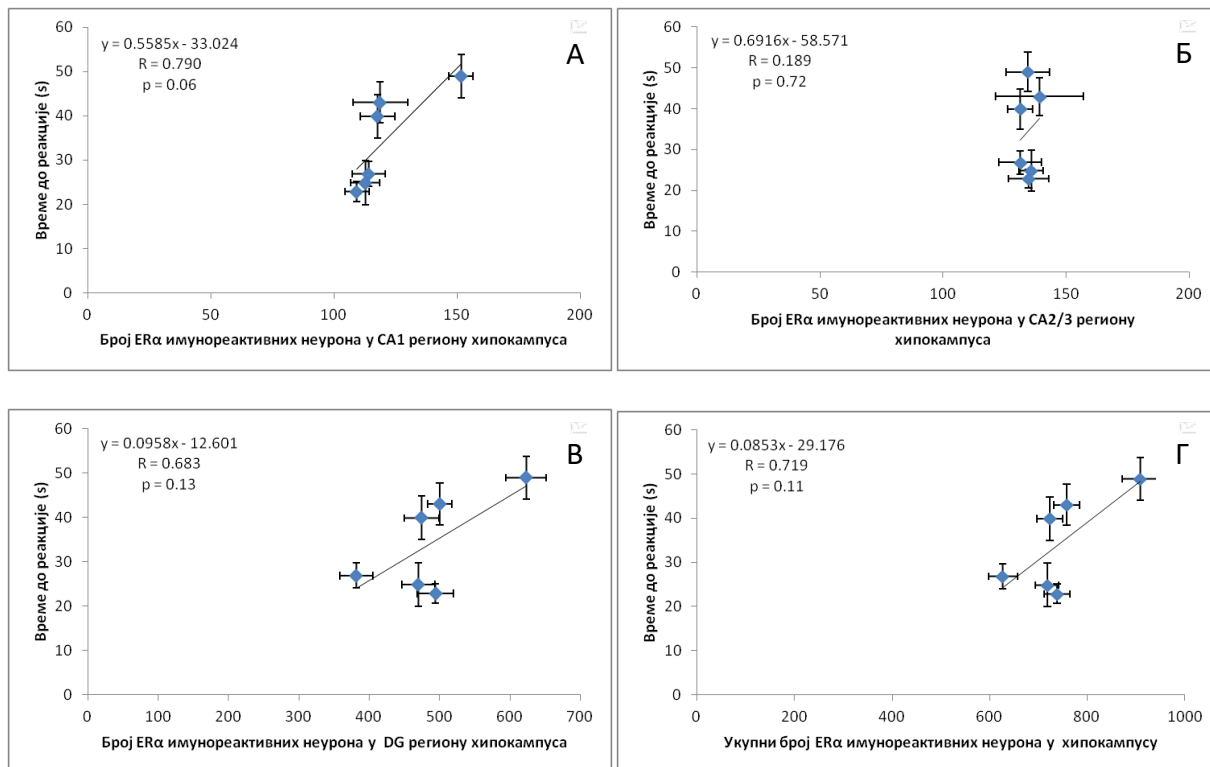 60
50
40
30
20
10
0
y = 0.5585x - 33.024
R = 0.790
p = 0.06
А
Време до реакције (s)
0 50 100 150 200
Број ERα имунореактивних неурона у CA1 региону хипокампуса
60
50
40
30
20
10
0
y = 0.6916x - 58.571
R = 0.189
p = 0.72
Б
Време до реакције (s)
0 50 100 150 200
Број ERα имунореактивних неурона у CA2/3 региону
хипокампуса
60
50
40
30
20
10
0
y = 0.0958x - 12.601
R = 0.683
p = 0.13
В
Време до реакције (s)
0 100 200 300 400 500 600 700
Број ERα имунореактивних неурона у DG региону хипокампуса
60
50
40
30
20
10
0
y = 0.0853x - 29.176
R = 0.719
p = 0.11
Г
Време до реакције (s)
0 200 400 600 800 1000
Укупни број ERα имунореактивних неурона у хипокампусу